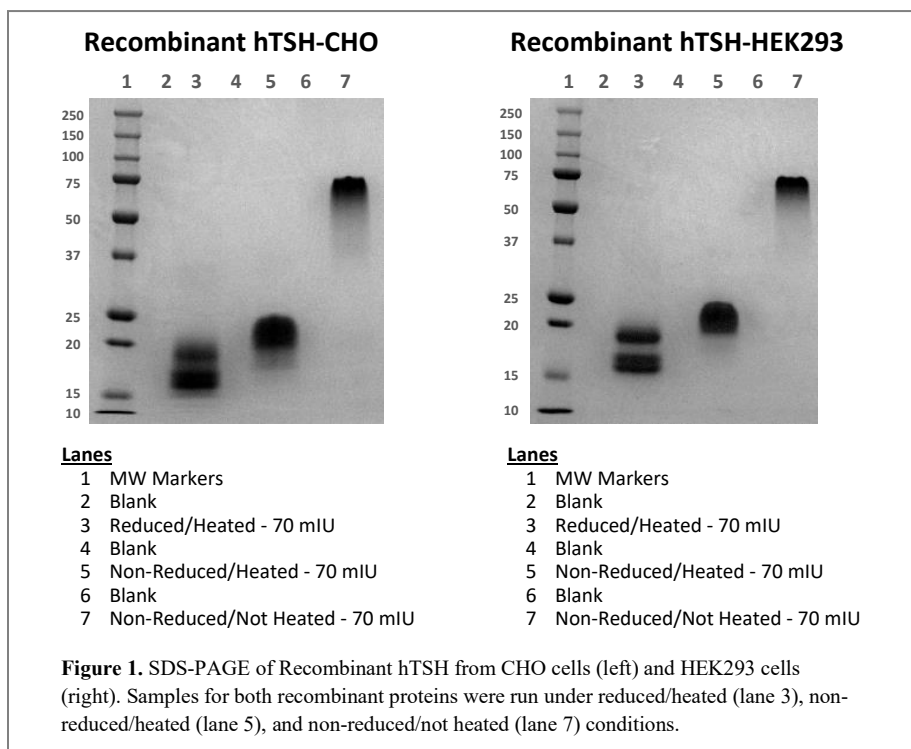 Recombinant hTSH-CHO
1 2 3 4 5 6 7
250
150
100
75
50
37
25
20
15
10
Lanes
1 MW Markers
2 Blank
3 Reduced/Heated - 70 mIU
4 Blank
5 Non-Reduced/Heated - 70 mIU
6 Blank
7 Non-Reduced/Not Heated - 70 mIU
Recombinant hTSH-HEK293
1 2 3 4 5 6 7
250
150
100
75
50
37
25
20
15
10
Lanes
1 MW Markers
2 Blank
3 Reduced/Heated - 70 mIU
4 Blank
5 Non-Reduced/Heated - 70 mIU
6 Blank
7 Non-Reduced/Not Heated - 70 mIU
Figure 1. SDS-PAGE of Recombinant hTSH from CHO cells (left) and HEK293 cells
(right). Samples for both recombinant proteins were run under reduced/heated (lane 3), non-
reduced/heated (lane 5), and non-reduced/not heated (lane 7) conditions.